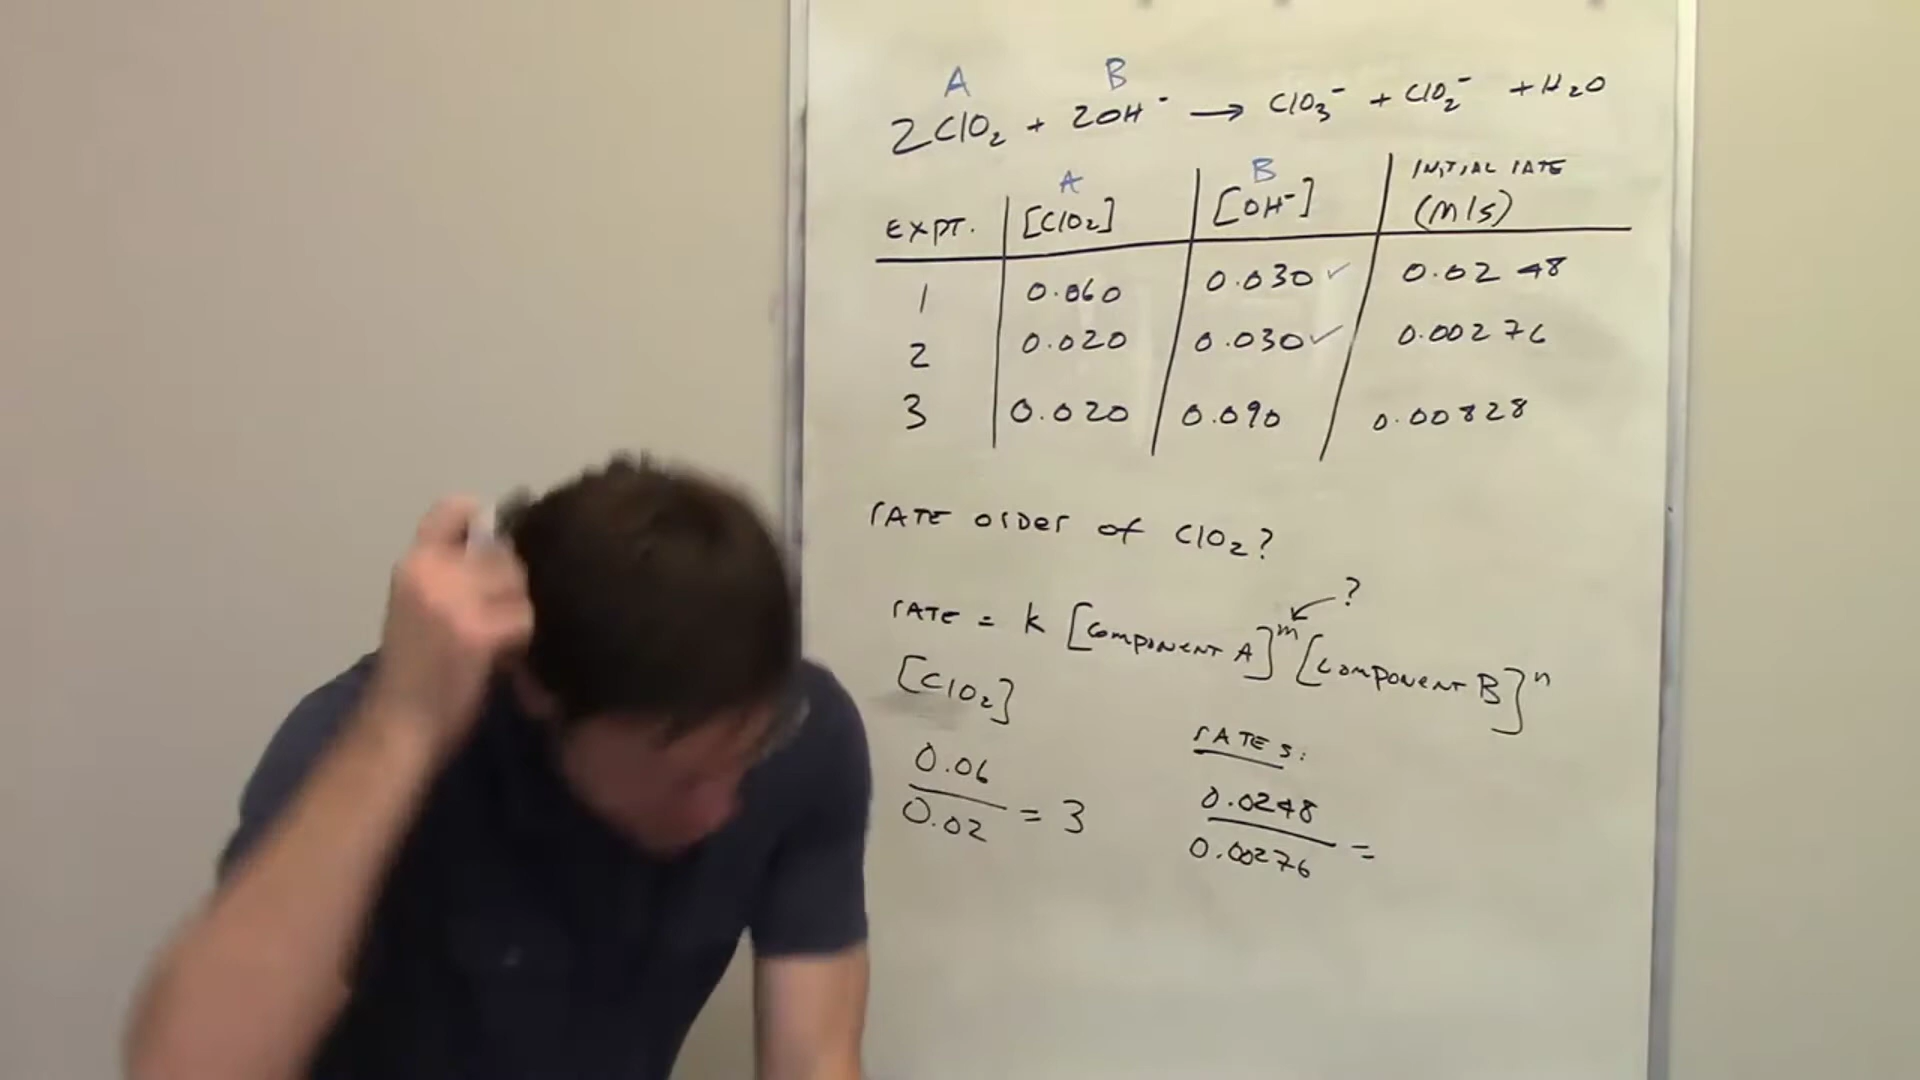 A B
2ClO₂ + 2OH⁻ → ClO₃⁻ + ClO₂⁻ + H₂O
A B
EXPT. [ClO₂] [OH⁻] INITIAL RATE (M/s)
1 0.060 0.030 ✓ 0.0248
2 0.020 0.030 ✓ 0.00276
3 0.020 0.090 0.00828
RATE ORDER OF ClO₂?
?
RATE = k [COMPONENT A]ᵐ [COMPONENT B]ⁿ
[ClO₂]
RATES:
0.06 / 0.02 = 3
0.0248 / 0.00276 =